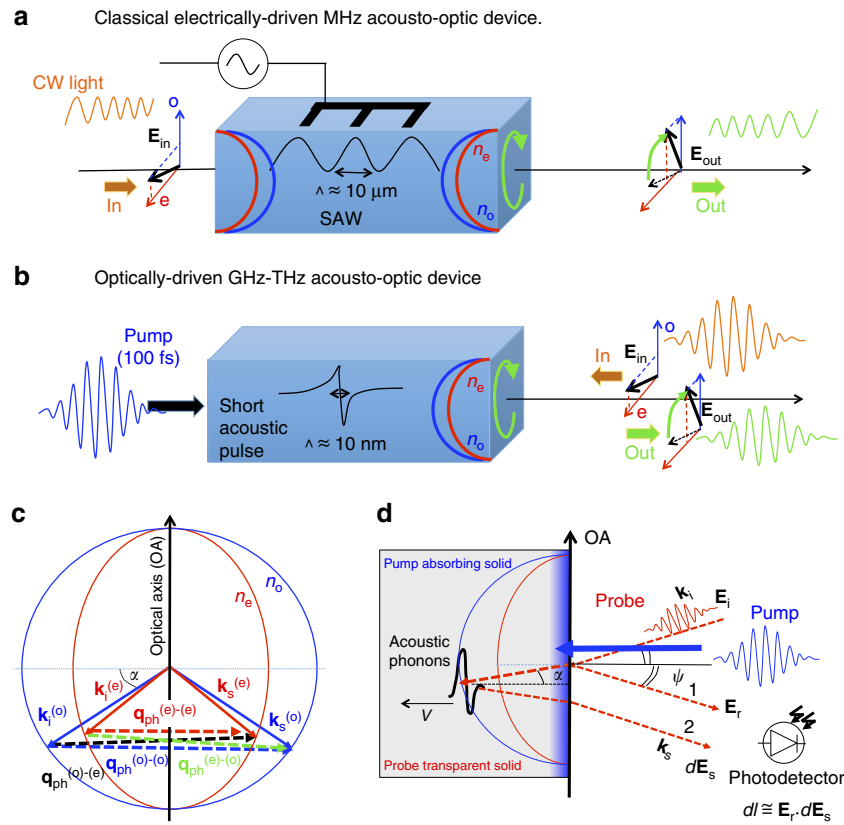 a Classical electrically-driven MHz acousto-optic device.
CW light
o
E_in
In
e
n_e
n_o
Λ ≈ 10 μm
SAW
E_out
Out
b Optically-driven GHz-THz acousto-optic device
Pump
(100 fs)
Short
acoustic
pulse
Λ ≈ 10 nm
n_e
n_o
In
E_in
o
e
E_out
Out
c
Optical axis (OA)
n_o
n_e
α
k_i^(o)
k_i^(e)
k_s^(e)
k_s^(o)
q_ph^(e)-(e)
q_ph^(o)-(o)
q_ph^(o)-(e)
q_ph^(e)-(o)
d
OA
Pump absorbing solid
Probe
k_i
E_i
Pump
Acoustic
phonons
α
ψ
1
V
E_r
2
k_s
dE_s
Probe transparent solid
Photodetector
dI ≅ E_r.dE_s